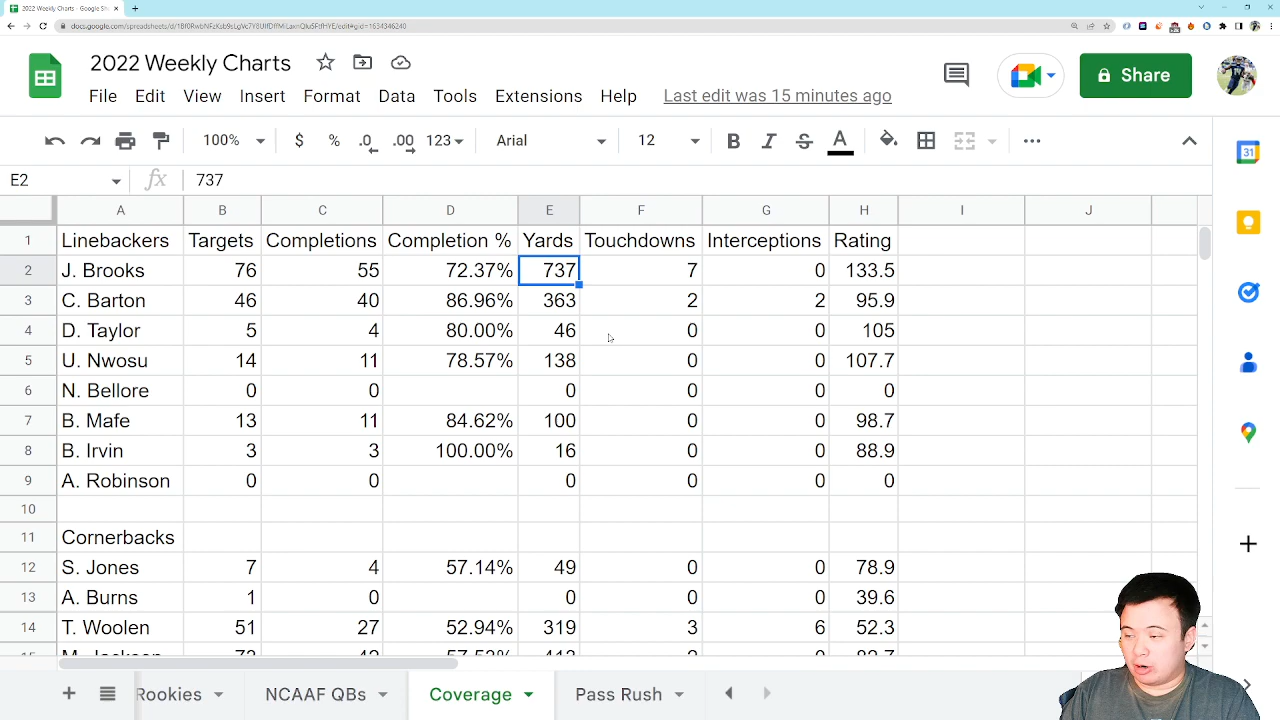 2022 Weekly Charts - Google She
2022 Weekly Charts
File Edit View Insert Format Data Tools Extensions Help Last edit was 15 minutes ago
Share
100% $ % .0 .00 123 Arial 12 B I S A
31
E2 fx 737
A B C D E F G H I J
1 Linebackers Targets Completions Completion % Yards Touchdowns Interceptions Rating
2 J. Brooks 76 55 72.37% 737 7 0 133.5
3 C. Barton 46 40 86.96% 363 2 2 95.9
4 D. Taylor 5 4 80.00% 46 0 0 105
5 U. Nwosu 14 11 78.57% 138 0 0 107.7
6 N. Bellore 0 0 0 0 0 0
7 B. Mafe 13 11 84.62% 100 0 0 98.7
8 B. Irvin 3 3 100.00% 16 0 0 88.9
9 A. Robinson 0 0 0 0 0 0
10
11 Cornerbacks
12 S. Jones 7 4 57.14% 49 0 0 78.9
13 A. Burns 1 0 0 0 0 39.6
14 T. Woolen 51 27 52.94% 319 3 6 52.3
Rookies NCAAF QBs Coverage Pass Rush